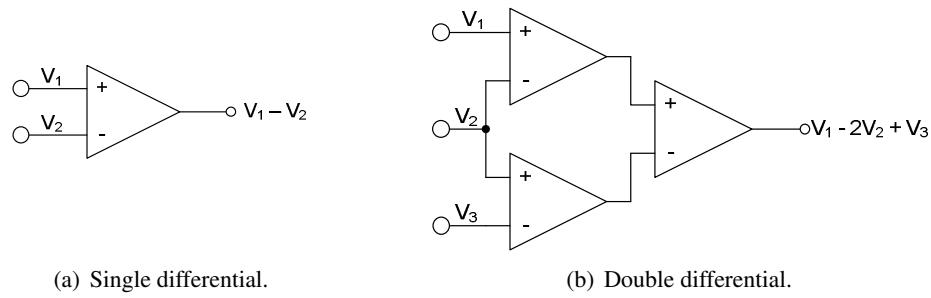 V₁
V₂
+
-
V₁ – V₂
(a) Single differential.
V₁
V₂
V₃
+
-
+
-
+
-
V₁ - 2V₂ + V₃
(b) Double differential.